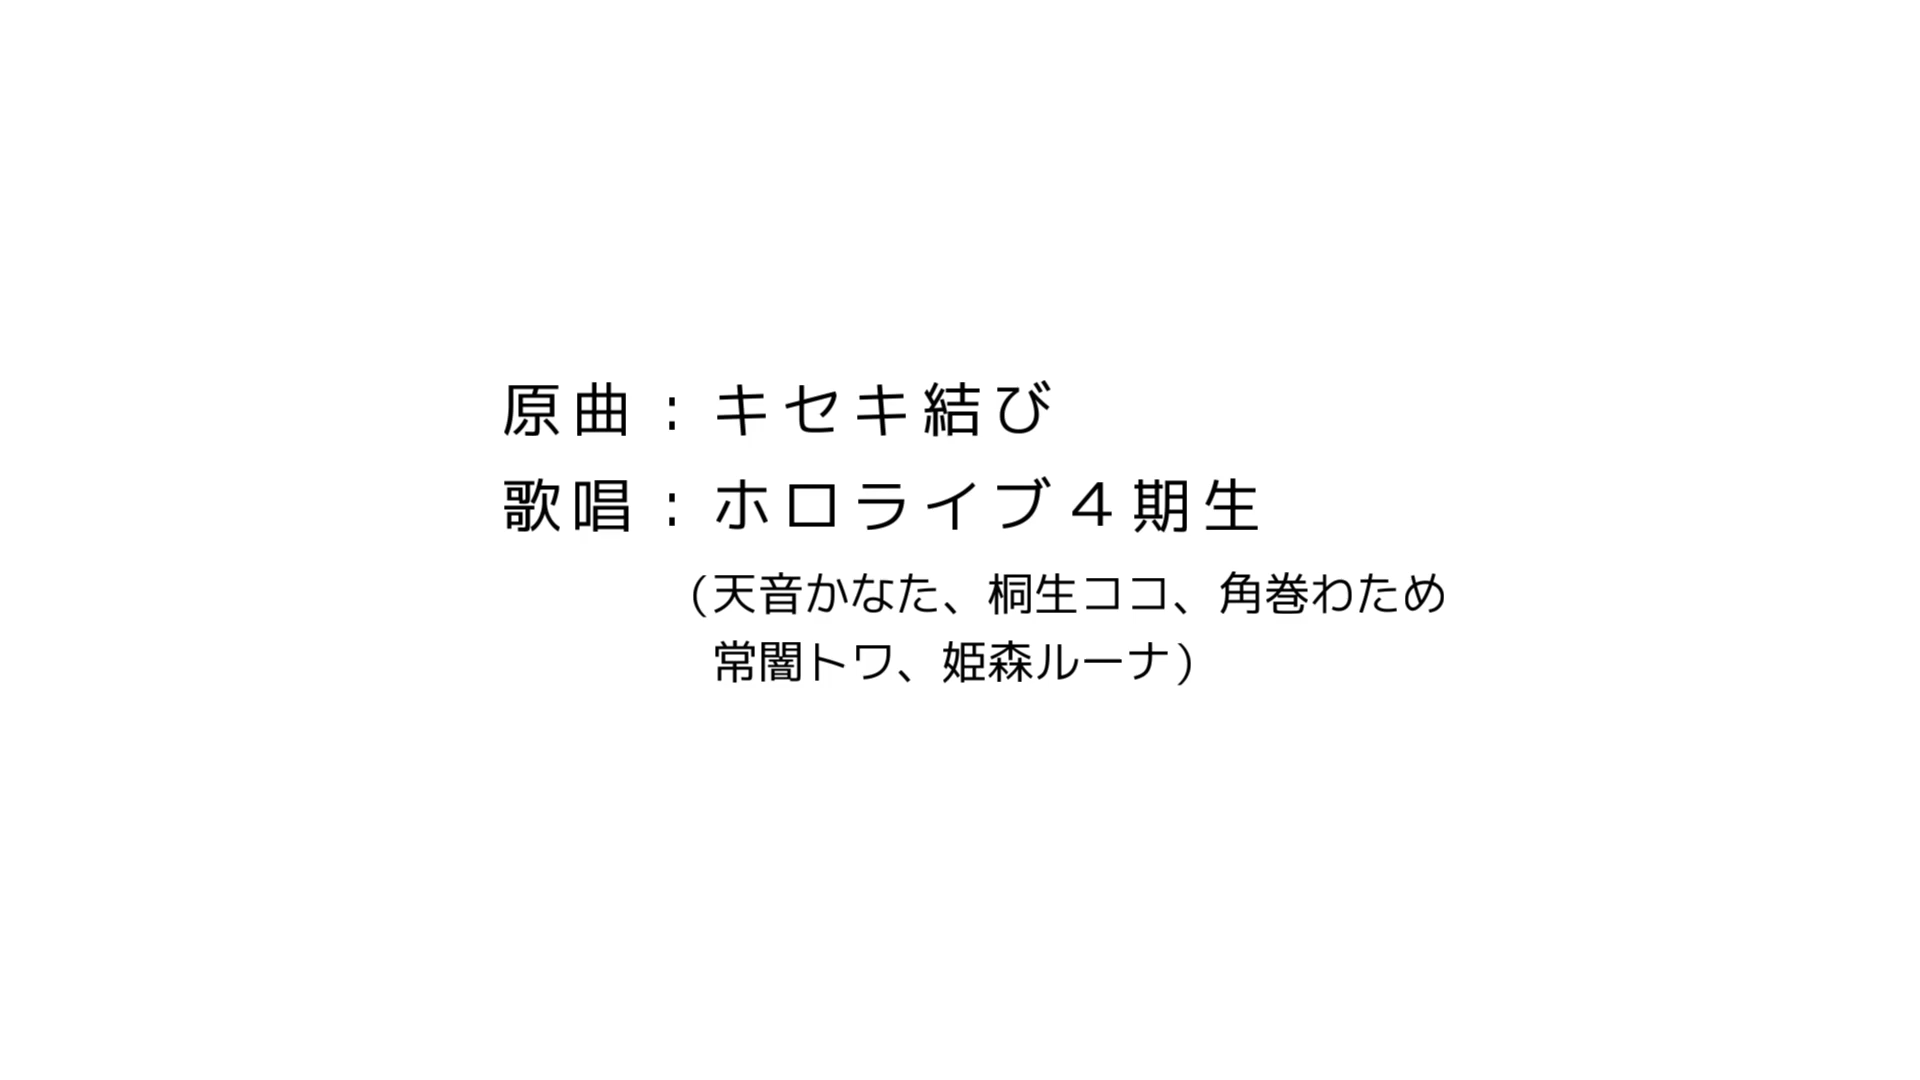 原曲：キセキ結び
歌唱：ホロライブ４期生
（天音かなた、桐生ココ、角巻わため
常闇トワ、姫森ルーナ）